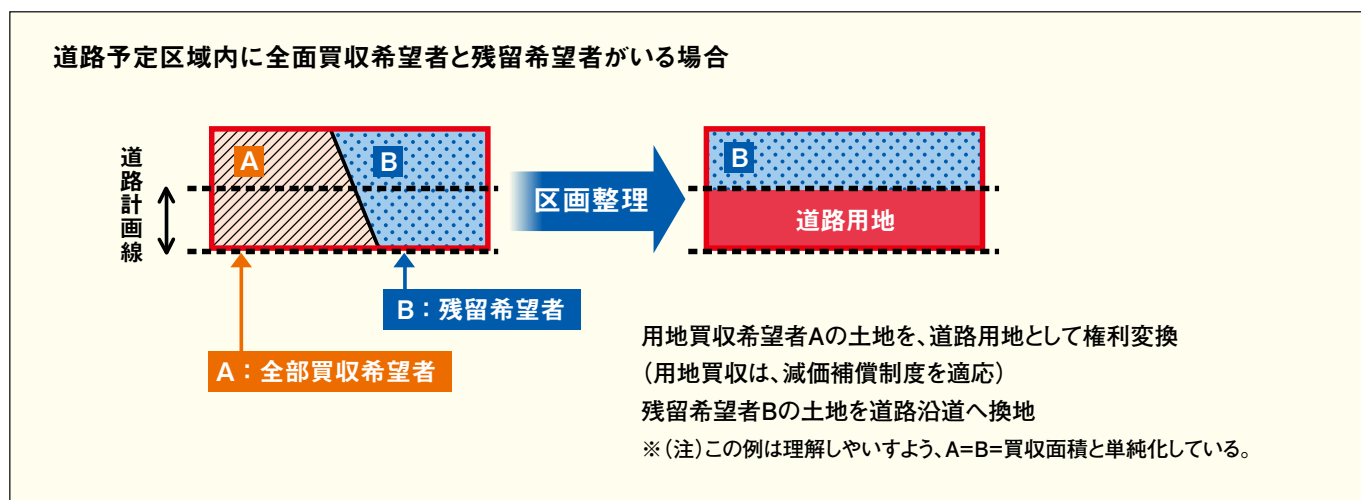 道路予定区域内に全面買収希望者と残留希望者がいる場合
道路計画線
A
B
区画整理
B
道路用地
B：残留希望者
A：全部買収希望者
用地買収希望者Aの土地を、道路用地として権利変換
（用地買収は、減価補償制度を適応）
残留希望者Bの土地を道路沿道へ換地
※（注）この例は理解しやすいよう、A=B=買収面積と単純化している。